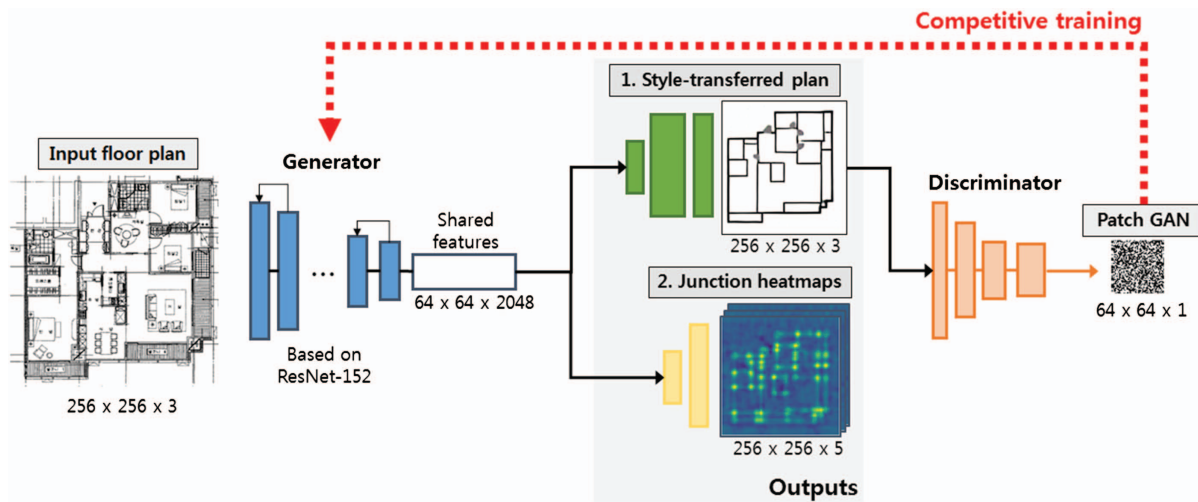 Competitive training
1. Style-transferred plan
Input floor plan
Generator
Discriminator
Shared
features
256 x 256 x 3
Patch GAN
2. Junction heatmaps
64 x 64 x 2048
64 x 64 x 1
Based on
ResNet-152
256 x 256 x 3
256 x 256 x 5
Outputs